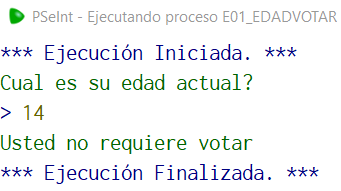 PSeInt - Ejecutando proceso E01_EDADVOTAR
*** Ejecución Iniciada. ***
Cual es su edad actual?
> 14
Usted no requiere votar
*** Ejecución Finalizada. ***